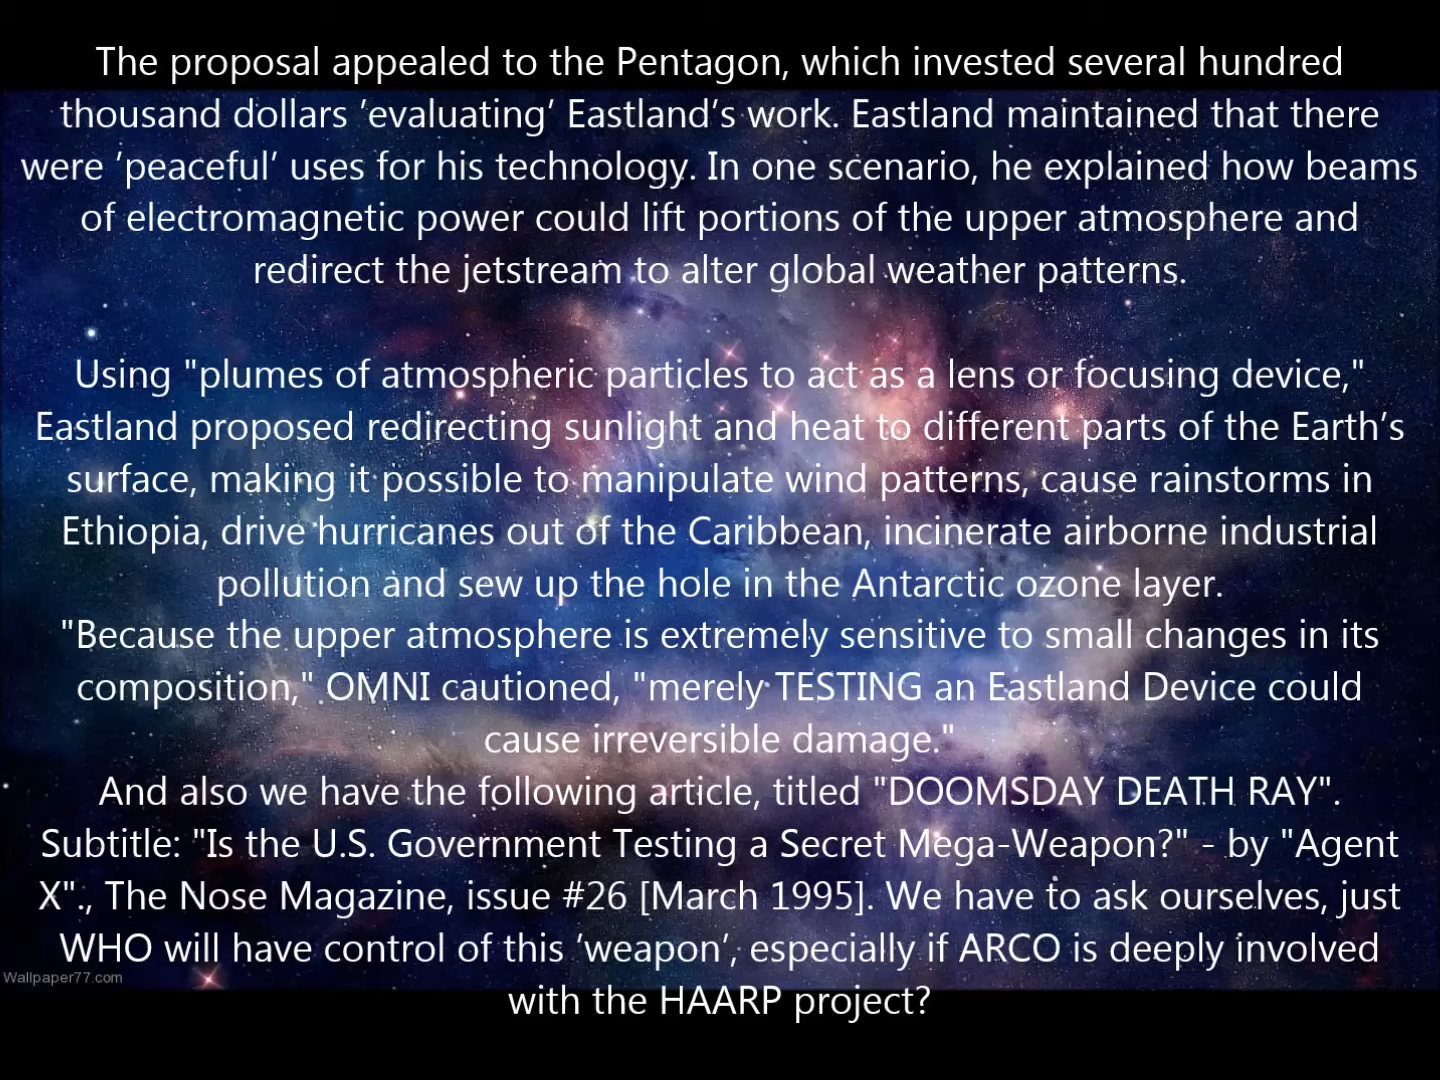 The proposal appealed to the Pentagon, which invested several hundred
thousand dollars 'evaluating' Eastland's work. Eastland maintained that there
were 'peaceful' uses for his technology. In one scenario, he explained how beams
of electromagnetic power could lift portions of the upper atmosphere and
redirect the jetstream to alter global weather patterns.
Using "plumes of atmospheric particles to act as a lens or focusing device,"
Eastland proposed redirecting sunlight and heat to different parts of the Earth's
surface, making it possible to manipulate wind patterns, cause rainstorms in
Ethiopia, drive hurricanes out of the Caribbean, incinerate airborne industrial
pollution and sew up the hole in the Antarctic ozone layer.
"Because the upper atmosphere is extremely sensitive to small changes in its
composition," OMNI cautioned, "merely TESTING an Eastland Device could
cause irreversible damage."
And also we have the following article, titled "DOOMSDAY DEATH RAY".
Subtitle: "Is the U.S. Government Testing a Secret Mega-Weapon?" - by "Agent
X"., The Nose Magazine, issue #26 [March 1995]. We have to ask ourselves, just
WHO will have control of this 'weapon', especially if ARCO is deeply involved
Wallpaper77.com
with the HAARP project?